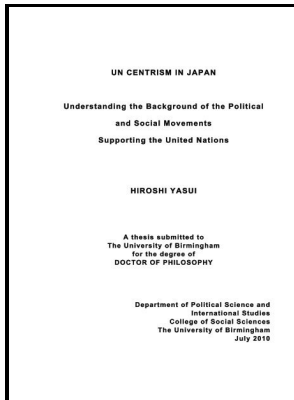 UN CENTRISM IN JAPAN
Understanding the Background of the Political
and Social Movements
Supporting the United Nations
HIROSHI YASUI
A thesis submitted to
The University of Birmingham
for the degree of
DOCTOR OF PHILOSOPHY
Department of Political Science and
International Studies
College of Social Sciences
The University of Birmingham
July 2010